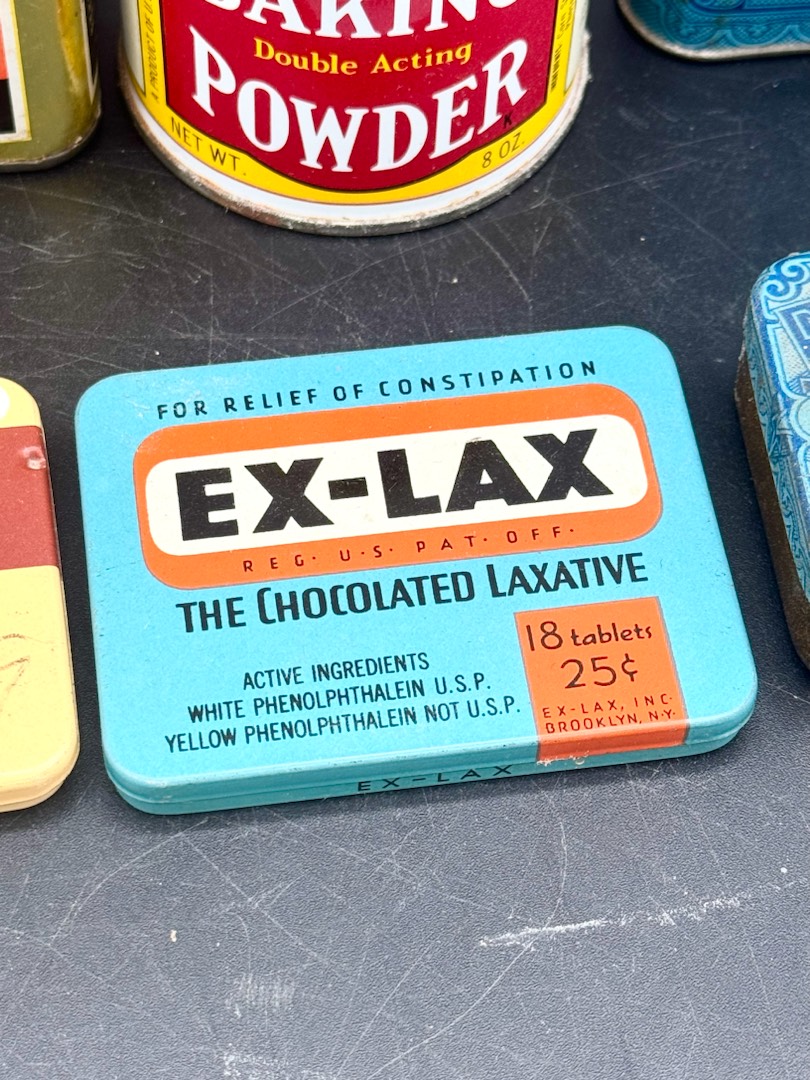 BAKING
Double Acting
POWDER
NET WT.
K
8 OZ.
FOR RELIEF OF CONSTIPATION
EX-LAX
REG· U·S· PAT· OFF·
THE CHOCOLATED LAXATIVE
18 tablets
25¢
EX-LAX, INC·
BROOKLYN, N·Y·
ACTIVE INGREDIENTS
WHITE PHENOLPHTHALEIN U.S.P.
YELLOW PHENOLPHTHALEIN NOT U.S.P.
EX-LAX